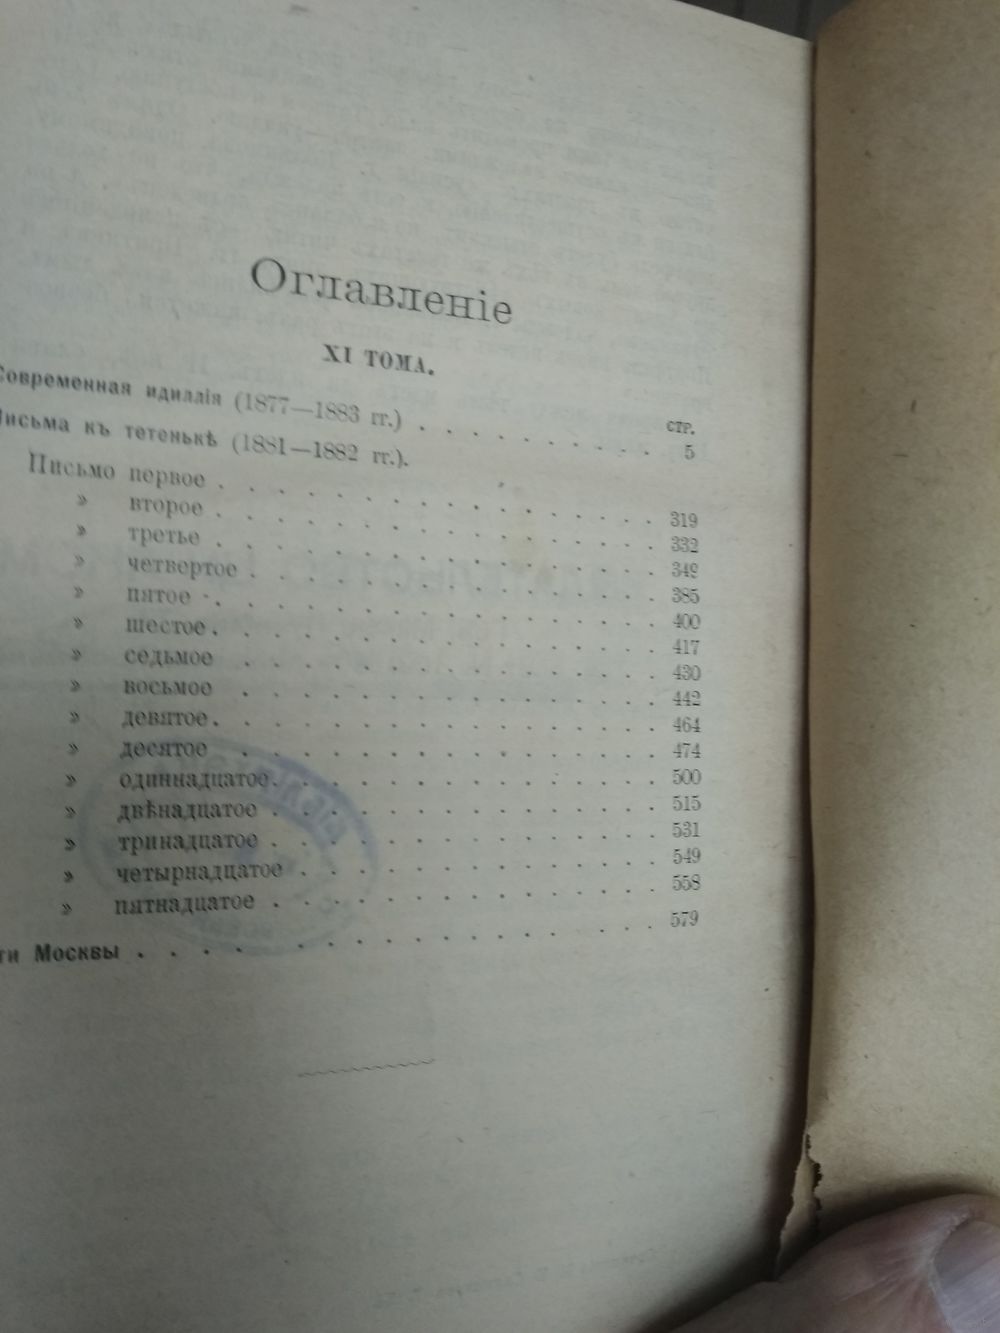 Оглавленіе
XI ТОМА.
СТР.
Современная идиллія (1877—1883 гг.) . . . . . . . . . 5
Письма къ тетенькѣ (1881—1882 гг.).
Письмо первое . . . . . . . . . . . . . . . 319
» второе . . . . . . . . . . . . . . . 332
» третье . . . . . . . . . . . . . . . 349
» четвертое . . . . . . . . . . . . . . 385
» пятое . . . . . . . . . . . . . . . 400
» шестое . . . . . . . . . . . . . . . 417
» седьмое . . . . . . . . . . . . . . 430
» восьмое . . . . . . . . . . . . . . 442
» девятое . . . . . . . . . . . . . . . 464
» десятое . . . . . . . . . . . . . . 474
» одиннадцатое . . . . . . . . . . . . . 500
» двѣнадцатое . . . . . . . . . . . . . 515
» тринадцатое . . . . . . . . . . . . . 531
» четырнадцатое . . . . . . . . . . . . 549
» пятнадцатое . . . . . . . . . . . . . 558
ти Москвы . . . . . . . . . . . . . . . . 579